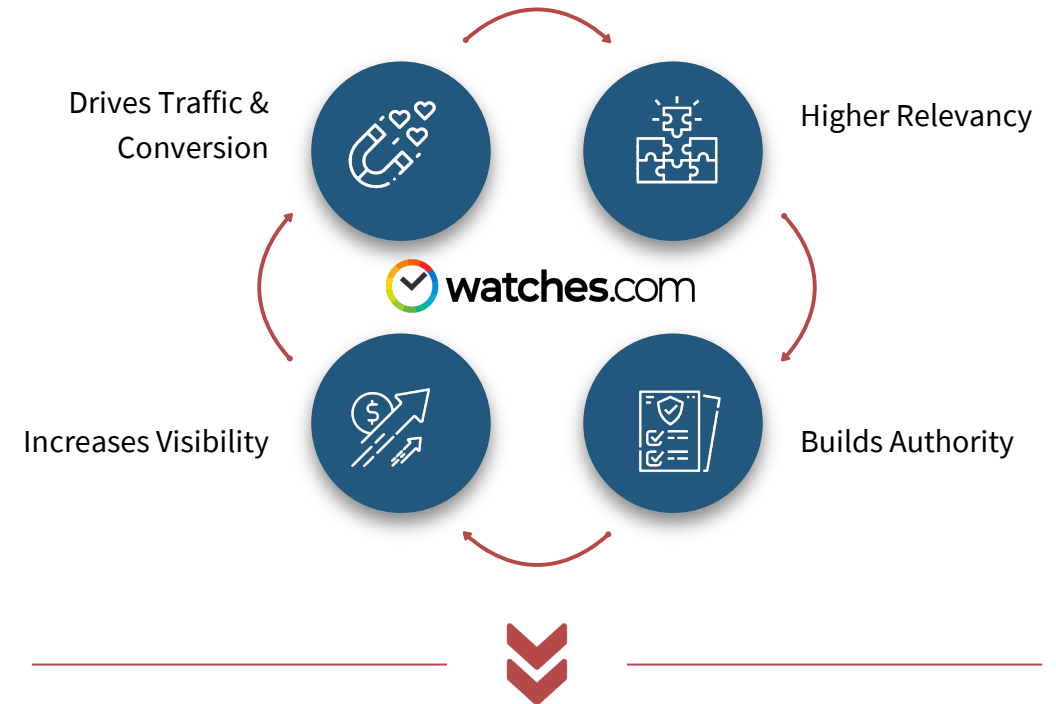 Drives Traffic &
Conversion
Higher Relevancy
watches.com
Increases Visibility
Builds Authority
$